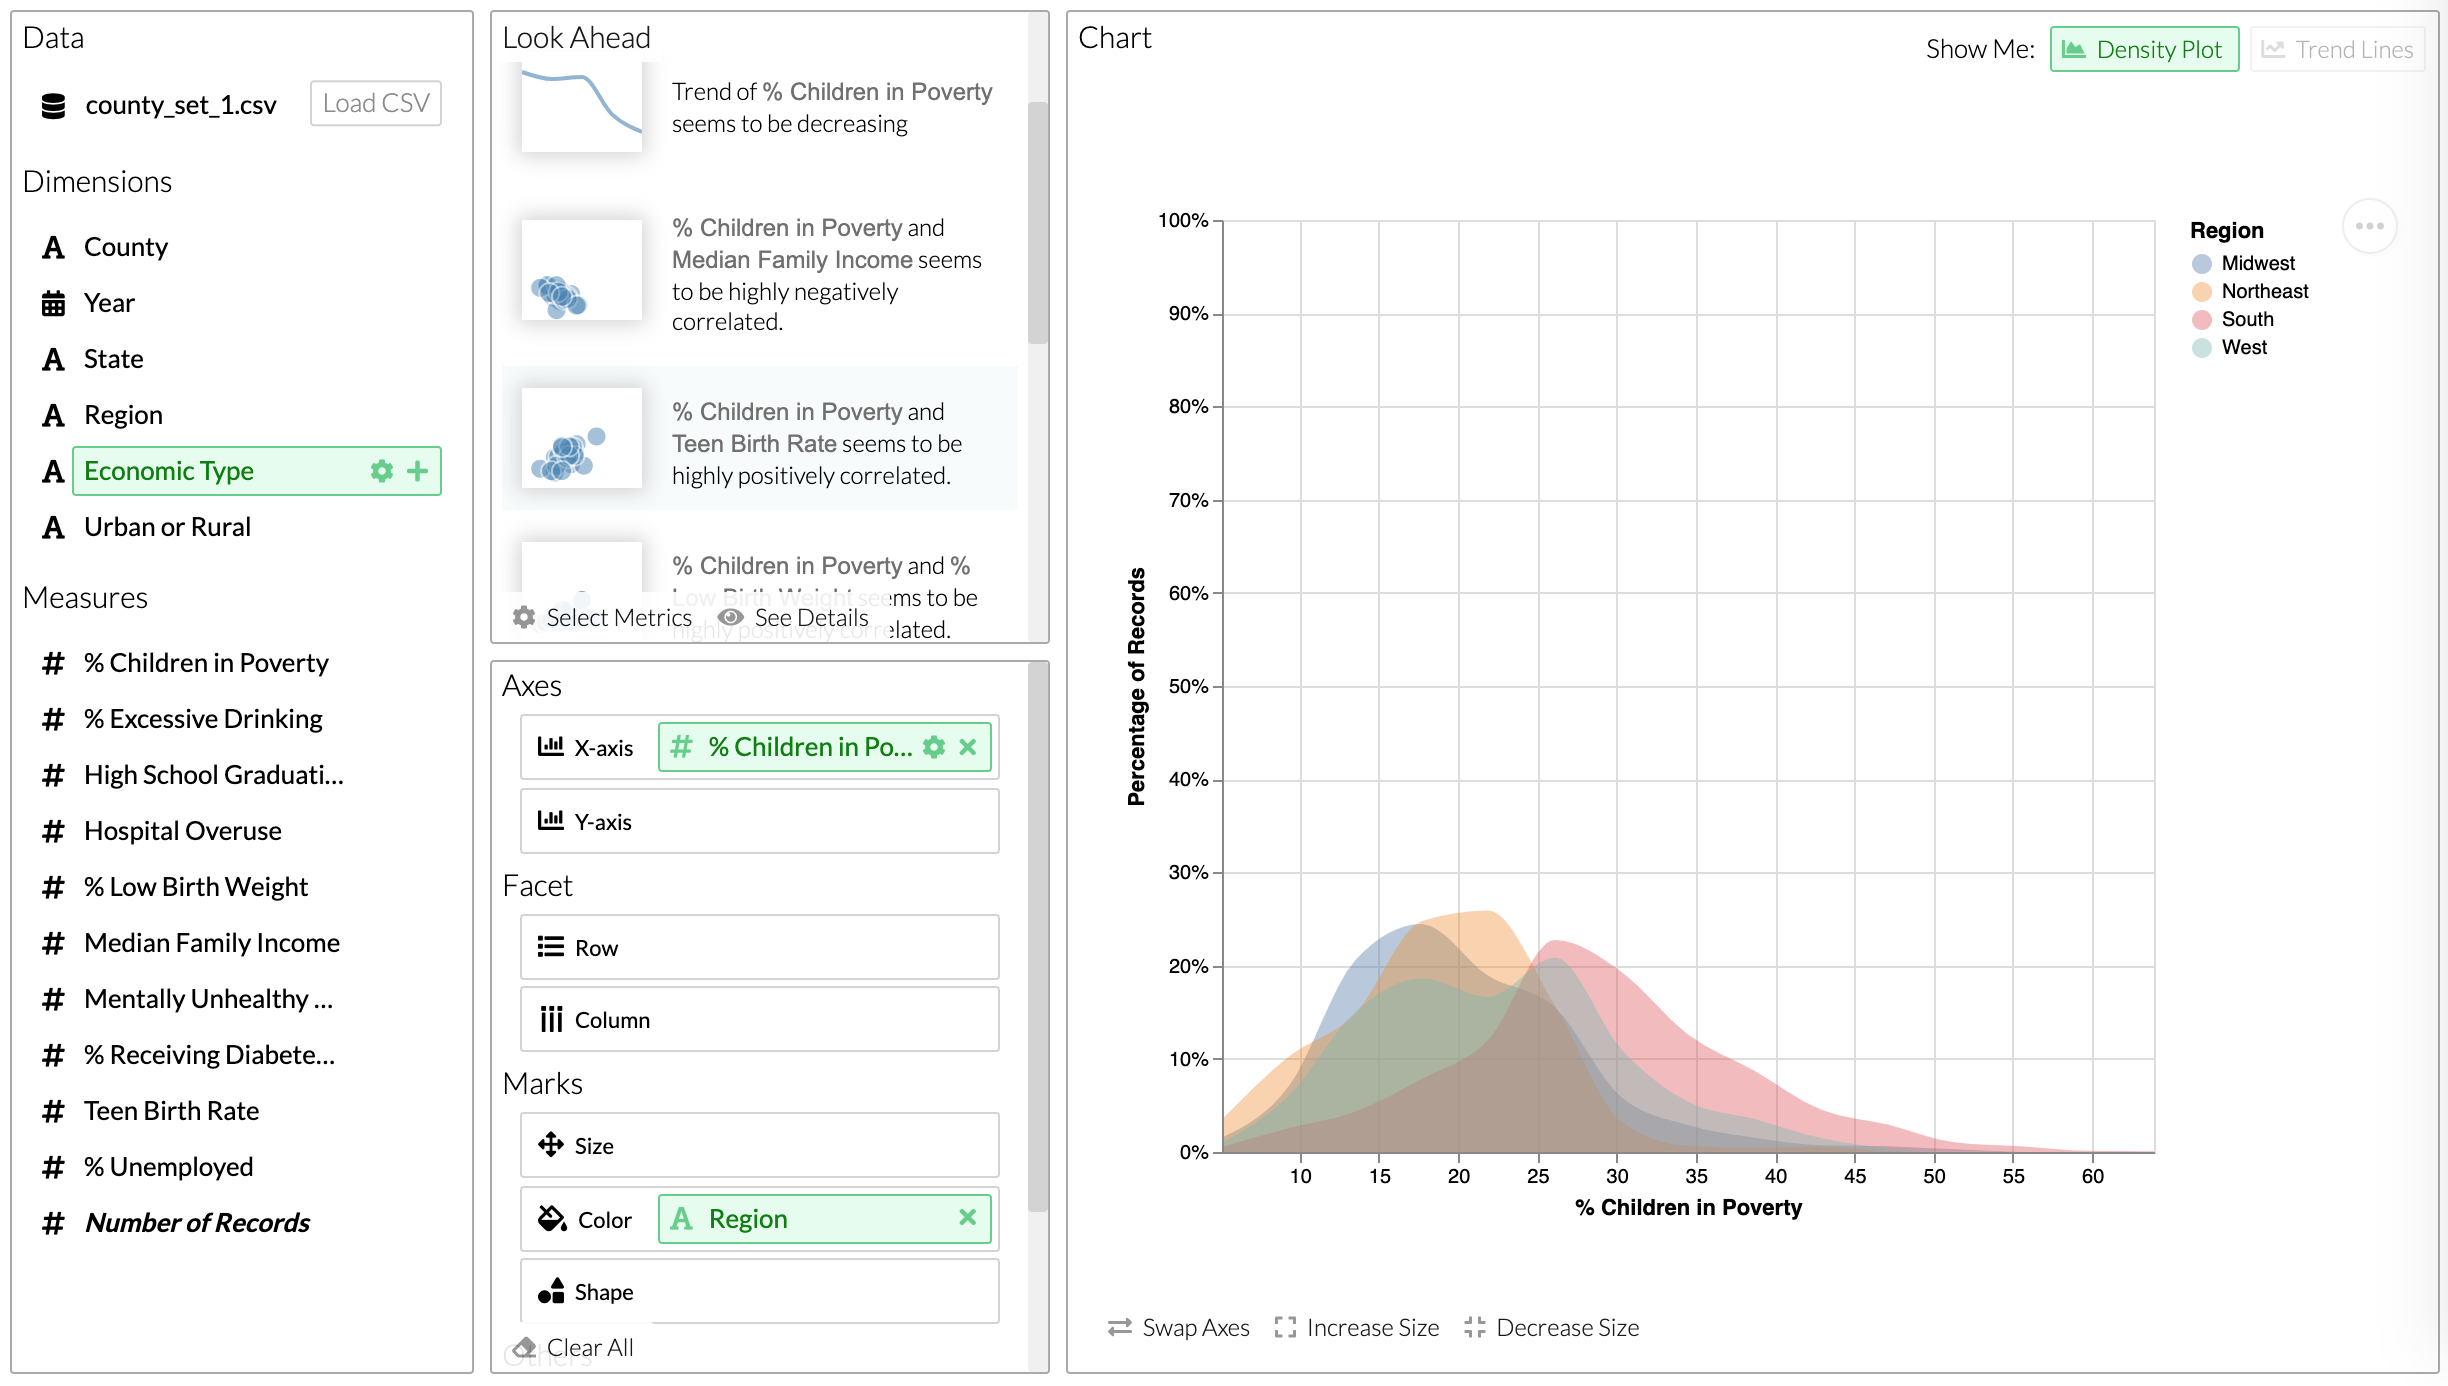 Data
county_set_1.csv
Load CSV
Dimensions
County
Year
State
Region
Economic Type
Urban or Rural
Measures
% Children in Poverty
% Excessive Drinking
High School Graduati...
Hospital Overuse
% Low Birth Weight
Median Family Income
Mentally Unhealthy ...
% Receiving Diabete...
Teen Birth Rate
% Unemployed
Number of Records
Look Ahead
Trend of % Children in Poverty
seems to be decreasing
% Children in Poverty and
Median Family Income seems
to be highly negatively
correlated.
% Children in Poverty and
Teen Birth Rate seems to be
highly positively correlated.
% Children in Poverty and %
Low Birth Weight seems to be
highly positively correlated.
Select Metrics
See Details
Axes
X-axis
% Children in Po...
Y-axis
Facet
Row
Column
Marks
Size
Color
Region
Shape
Others
Clear All
Chart
Show Me:
Density Plot
Trend Lines
100%
90%
80%
70%
60%
50%
40%
30%
20%
10%
0%
Percentage of Records
10 15 20 25 30 35 40 45 50 55 60
% Children in Poverty
Region
Midwest
Northeast
South
West
Swap Axes
Increase Size
Decrease Size